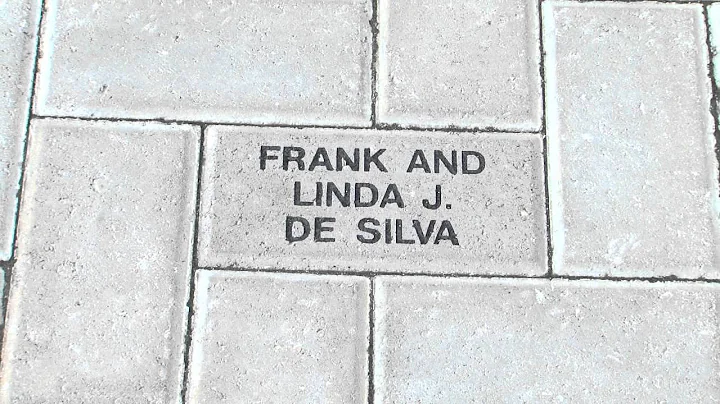 FRANK AND
LINDA J.
DE SILVA